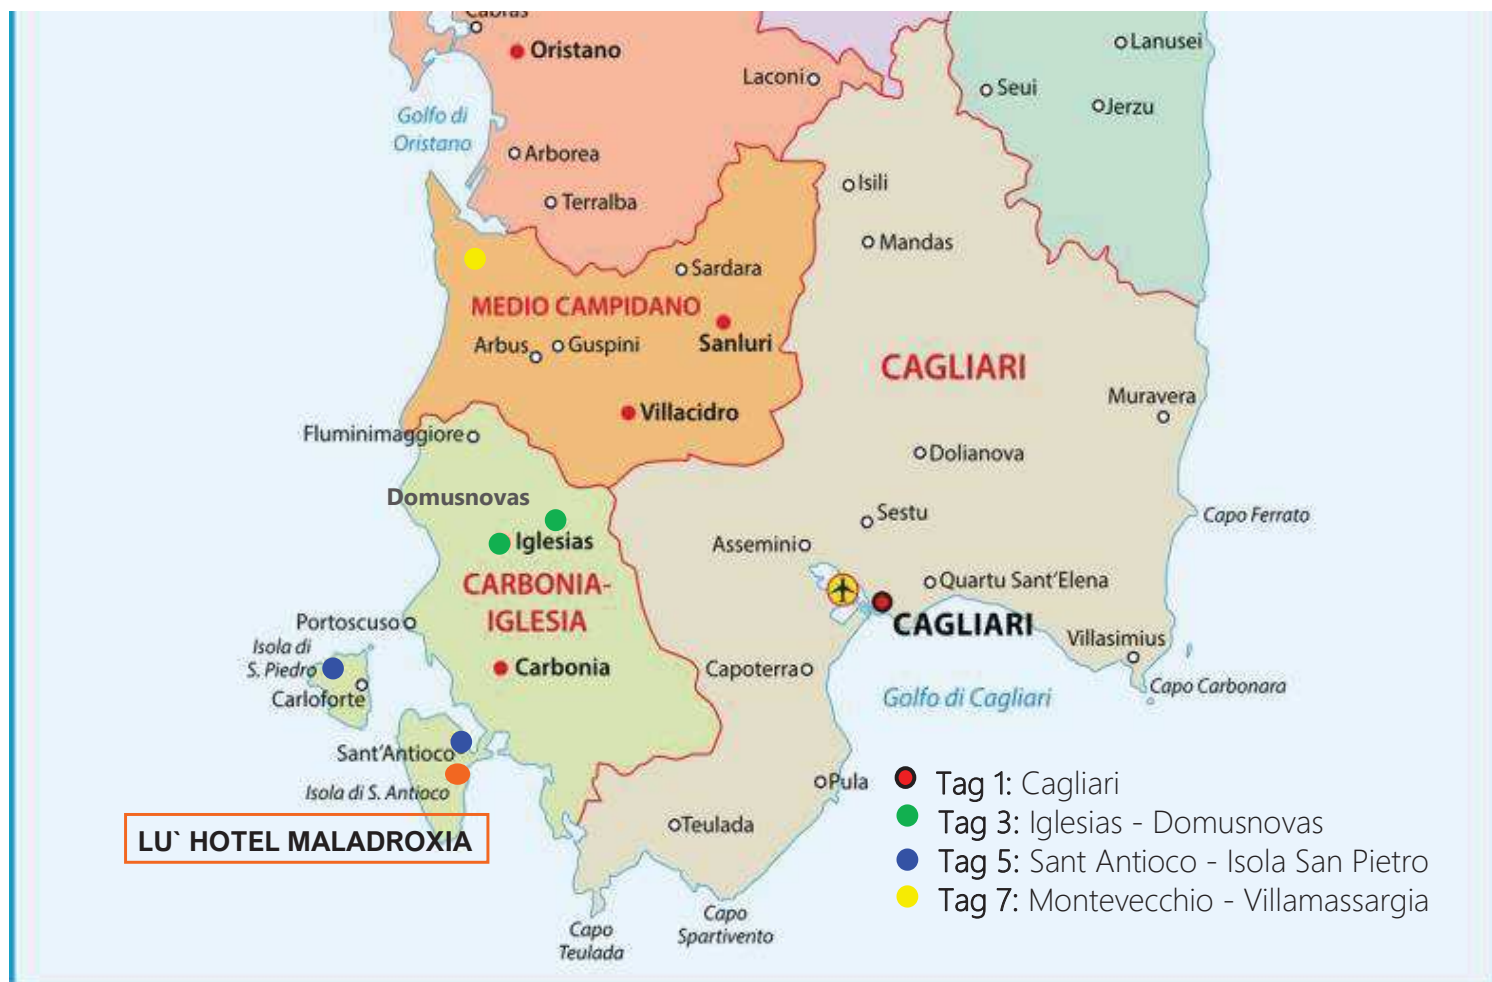 Cabras
Oristano
Lanusei
Laconi
Seui
Jerzu
Golfo di
Oristano
Arborea
Isili
Terralba
Mandas
Sardara
MEDIO CAMPIDANO
Sanluri
Arbus
Guspini
CAGLIARI
Muravera
Villacidro
Fluminimaggiore
Dolianova
Domusnovas
Sestu
Capo Ferrato
Iglesias
Assemini
CARBONIA-
IGLESIA
Quartu Sant'Elena
CAGLIARI
Portoscuso
Villasimius
Isola di
S. Piedro
Carbonia
Capoterra
Carloforte
Golfo di Cagliari
Capo Carbonara
Sant'Antioco
Isola di S. Antioco
Pula
LU` HOTEL MALADROXIA
Teulada
Capo
Spartivento
Capo
Teulada
Tag 1: Cagliari
Tag 3: Iglesias - Domusnovas
Tag 5: Sant Antioco - Isola San Pietro
Tag 7: Montevecchio - Villamassargia